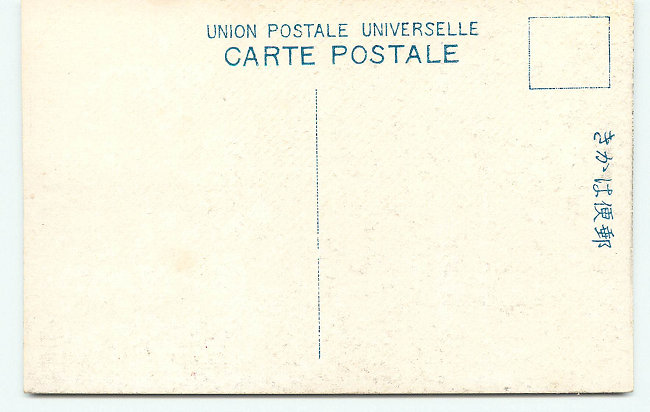 UNION POSTALE UNIVERSELLE
CARTE POSTALE
郵便はかき